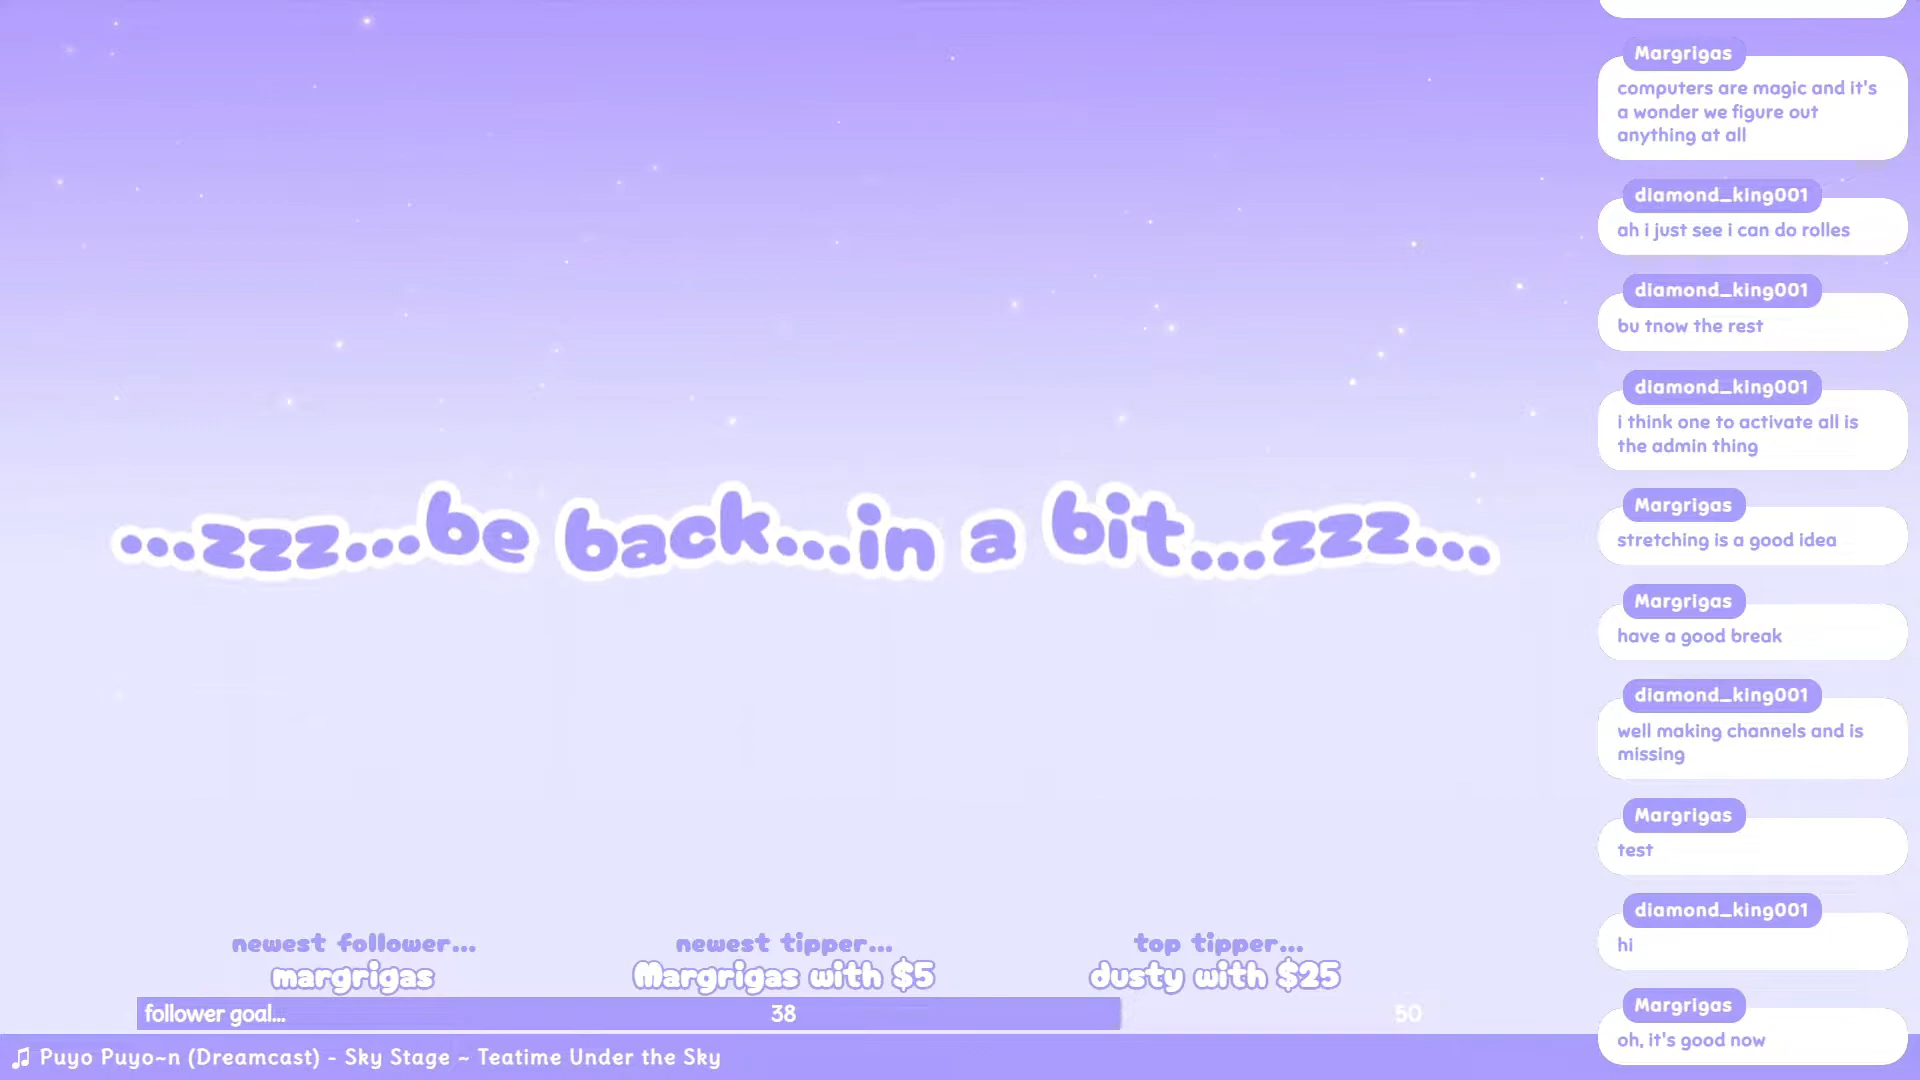 ...zzz...be back...in a bit...zzz...
newest follower...
margrigas
newest tipper...
Margrigas with $5
top tipper...
dusty with $25
follower goal... 38 50
♫ Puyo Puyo~n (Dreamcast) - Sky Stage ~ Teatime Under the Sky
Margrigas
computers are magic and it's
a wonder we figure out
anything at all
diamond_king001
ah i just see i can do rolles
diamond_king001
bu tnow the rest
diamond_king001
i think one to activate all is
the admin thing
Margrigas
stretching is a good idea
Margrigas
have a good break
diamond_king001
well making channels and is
missing
Margrigas
test
diamond_king001
hi
Margrigas
oh, it's good now